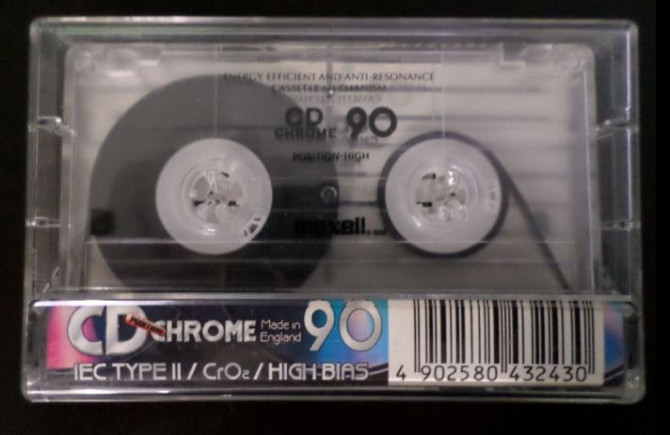 ENERGY EFFICIENT AND ANTI-RESONANCE
CASSETTE MECHANISM
CD
CHROME 90
POSITION·HIGH
maxell
CD CHROME Made in England 90
IEC TYPE II / CrO₂ / HIGH BIAS
4 902580 432430